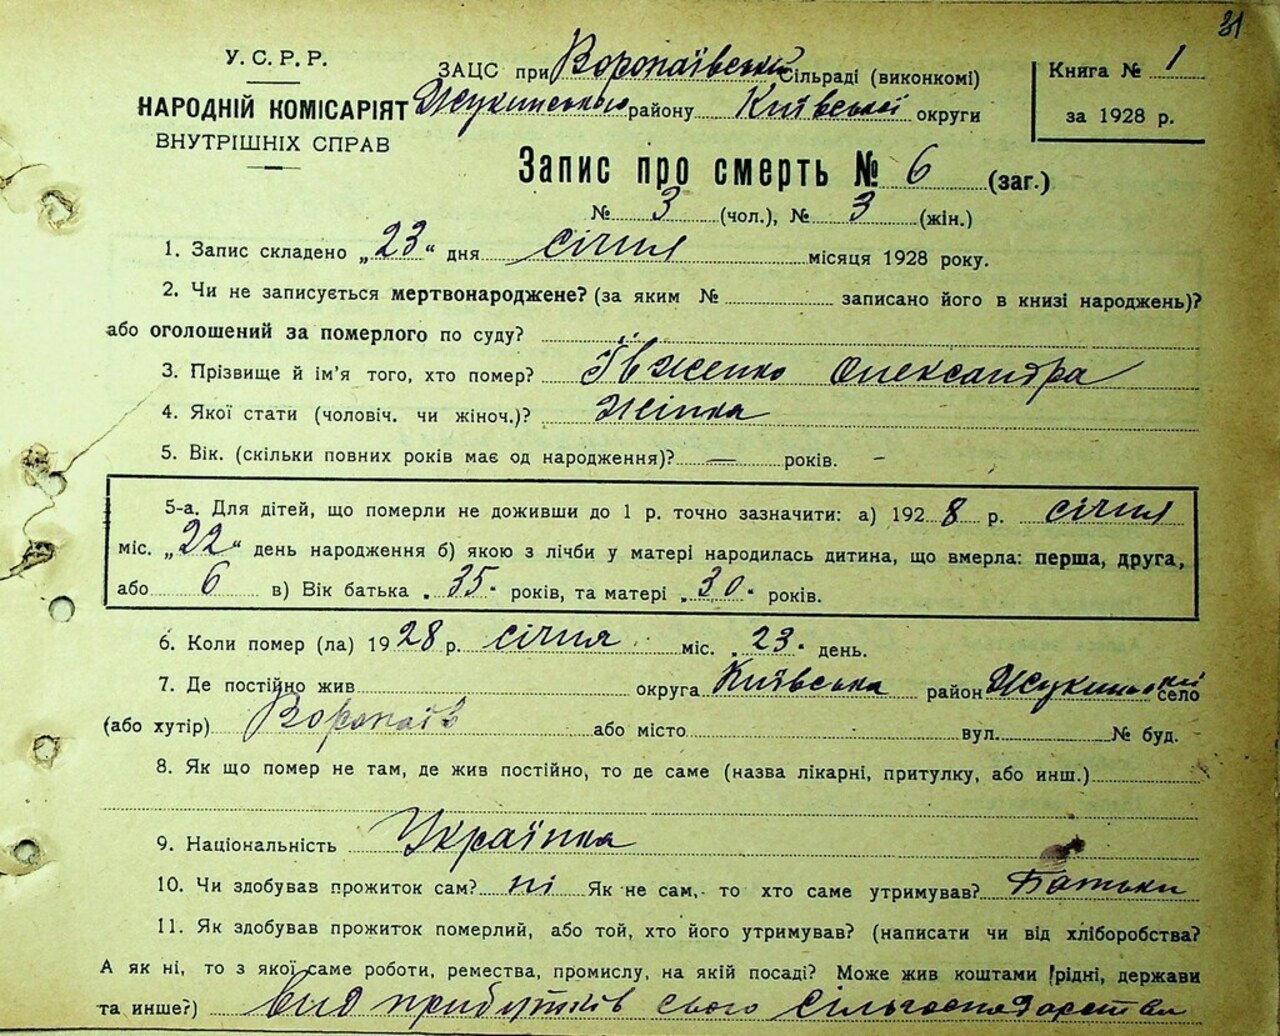 31
У. С. Р. Р.
НАРОДНІЙ КОМІСАРІЯТ
ВНУТРІШНІХ СПРАВ
ЗАЦС при Воропаївській сільраді (виконкомі)
Жукинського району Київської округи
Книга № 1
за 1928 р.
Запис про смерть № 6 (заг.)
№ 3 (чол.), № 3 (жін.)
1. Запис складено „23“ дня січня місяця 1928 року.
2. Чи не записується мертвонароджене? (за яким № записано його в книзі народжень)?
або оголошений за померлого по суду?
3. Прізвище й ім'я того, хто помер? Ївженко Олександра
4. Якої стати (чоловіч. чи жіноч.)? Жінка
5. Вік. (скільки повних років має од народження)? — років. –
5-а. Для дітей, що померли не доживши до 1 р. точно зазначити: а) 1928 р. січня
міс. „22“ день народження б) якою з лічби у матері народилась дитина, що вмерла: перша, друга,
або 6 в) Вік батька „35“ років, та матері „30“ років.
6. Коли помер (ла) 1928 р. січня міс. „23“ день.
7. Де постійно жив округа Київська район Жукинський село
(або хутір) Воропаїв або місто вул. № буд.
8. Як що помер не там, де жив постійно, то де саме (назва лікарні, притулку, або инш.)
9. Національність Українка
10. Чи здобував прожиток сам? ні Як не сам, то хто саме утримував? Батьки
11. Як здобував прожиток померлий, або той, хто його утримував? (написати чи від хліборобства?
А як ні, то з якої саме роботи, ремества, промислу, на якій посаді? Може жив коштами рідні, держави
та инше?) вид прибутків свого сільгосподарства